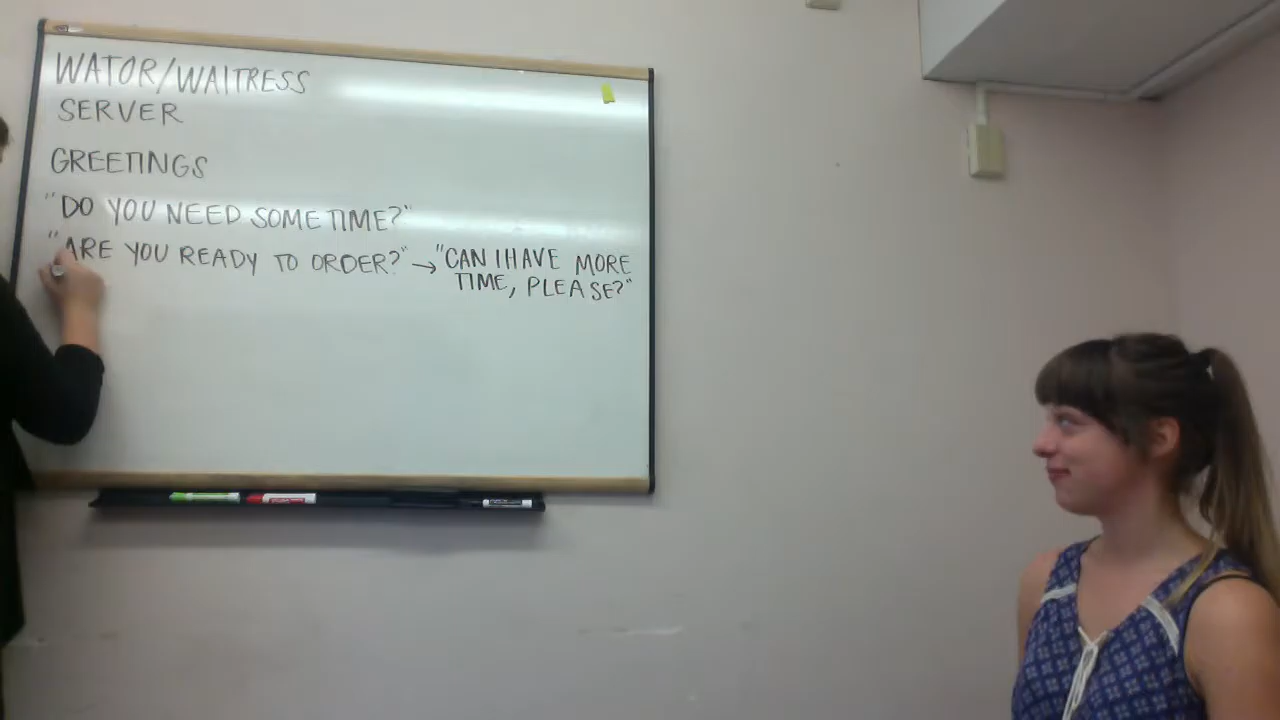 WATOR/WAITRESS
SERVER
GREETINGS
"DO YOU NEED SOME TIME?"
"ARE YOU READY TO ORDER?" → "CAN I HAVE MORE
TIME, PLEASE?"